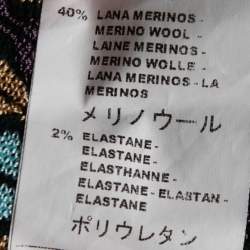 40% LANA MERINOS -
MERINO WOOL -
LAINE MERINOS -
MERINO WOLLE -
LANA MERINOS - LA
MERINOS
メリノウール
2% ELASTANE -
ELASTANE -
ELASTHANNE -
ELASTANE - ELASTAN -
ELASTANE
ポリウレタン